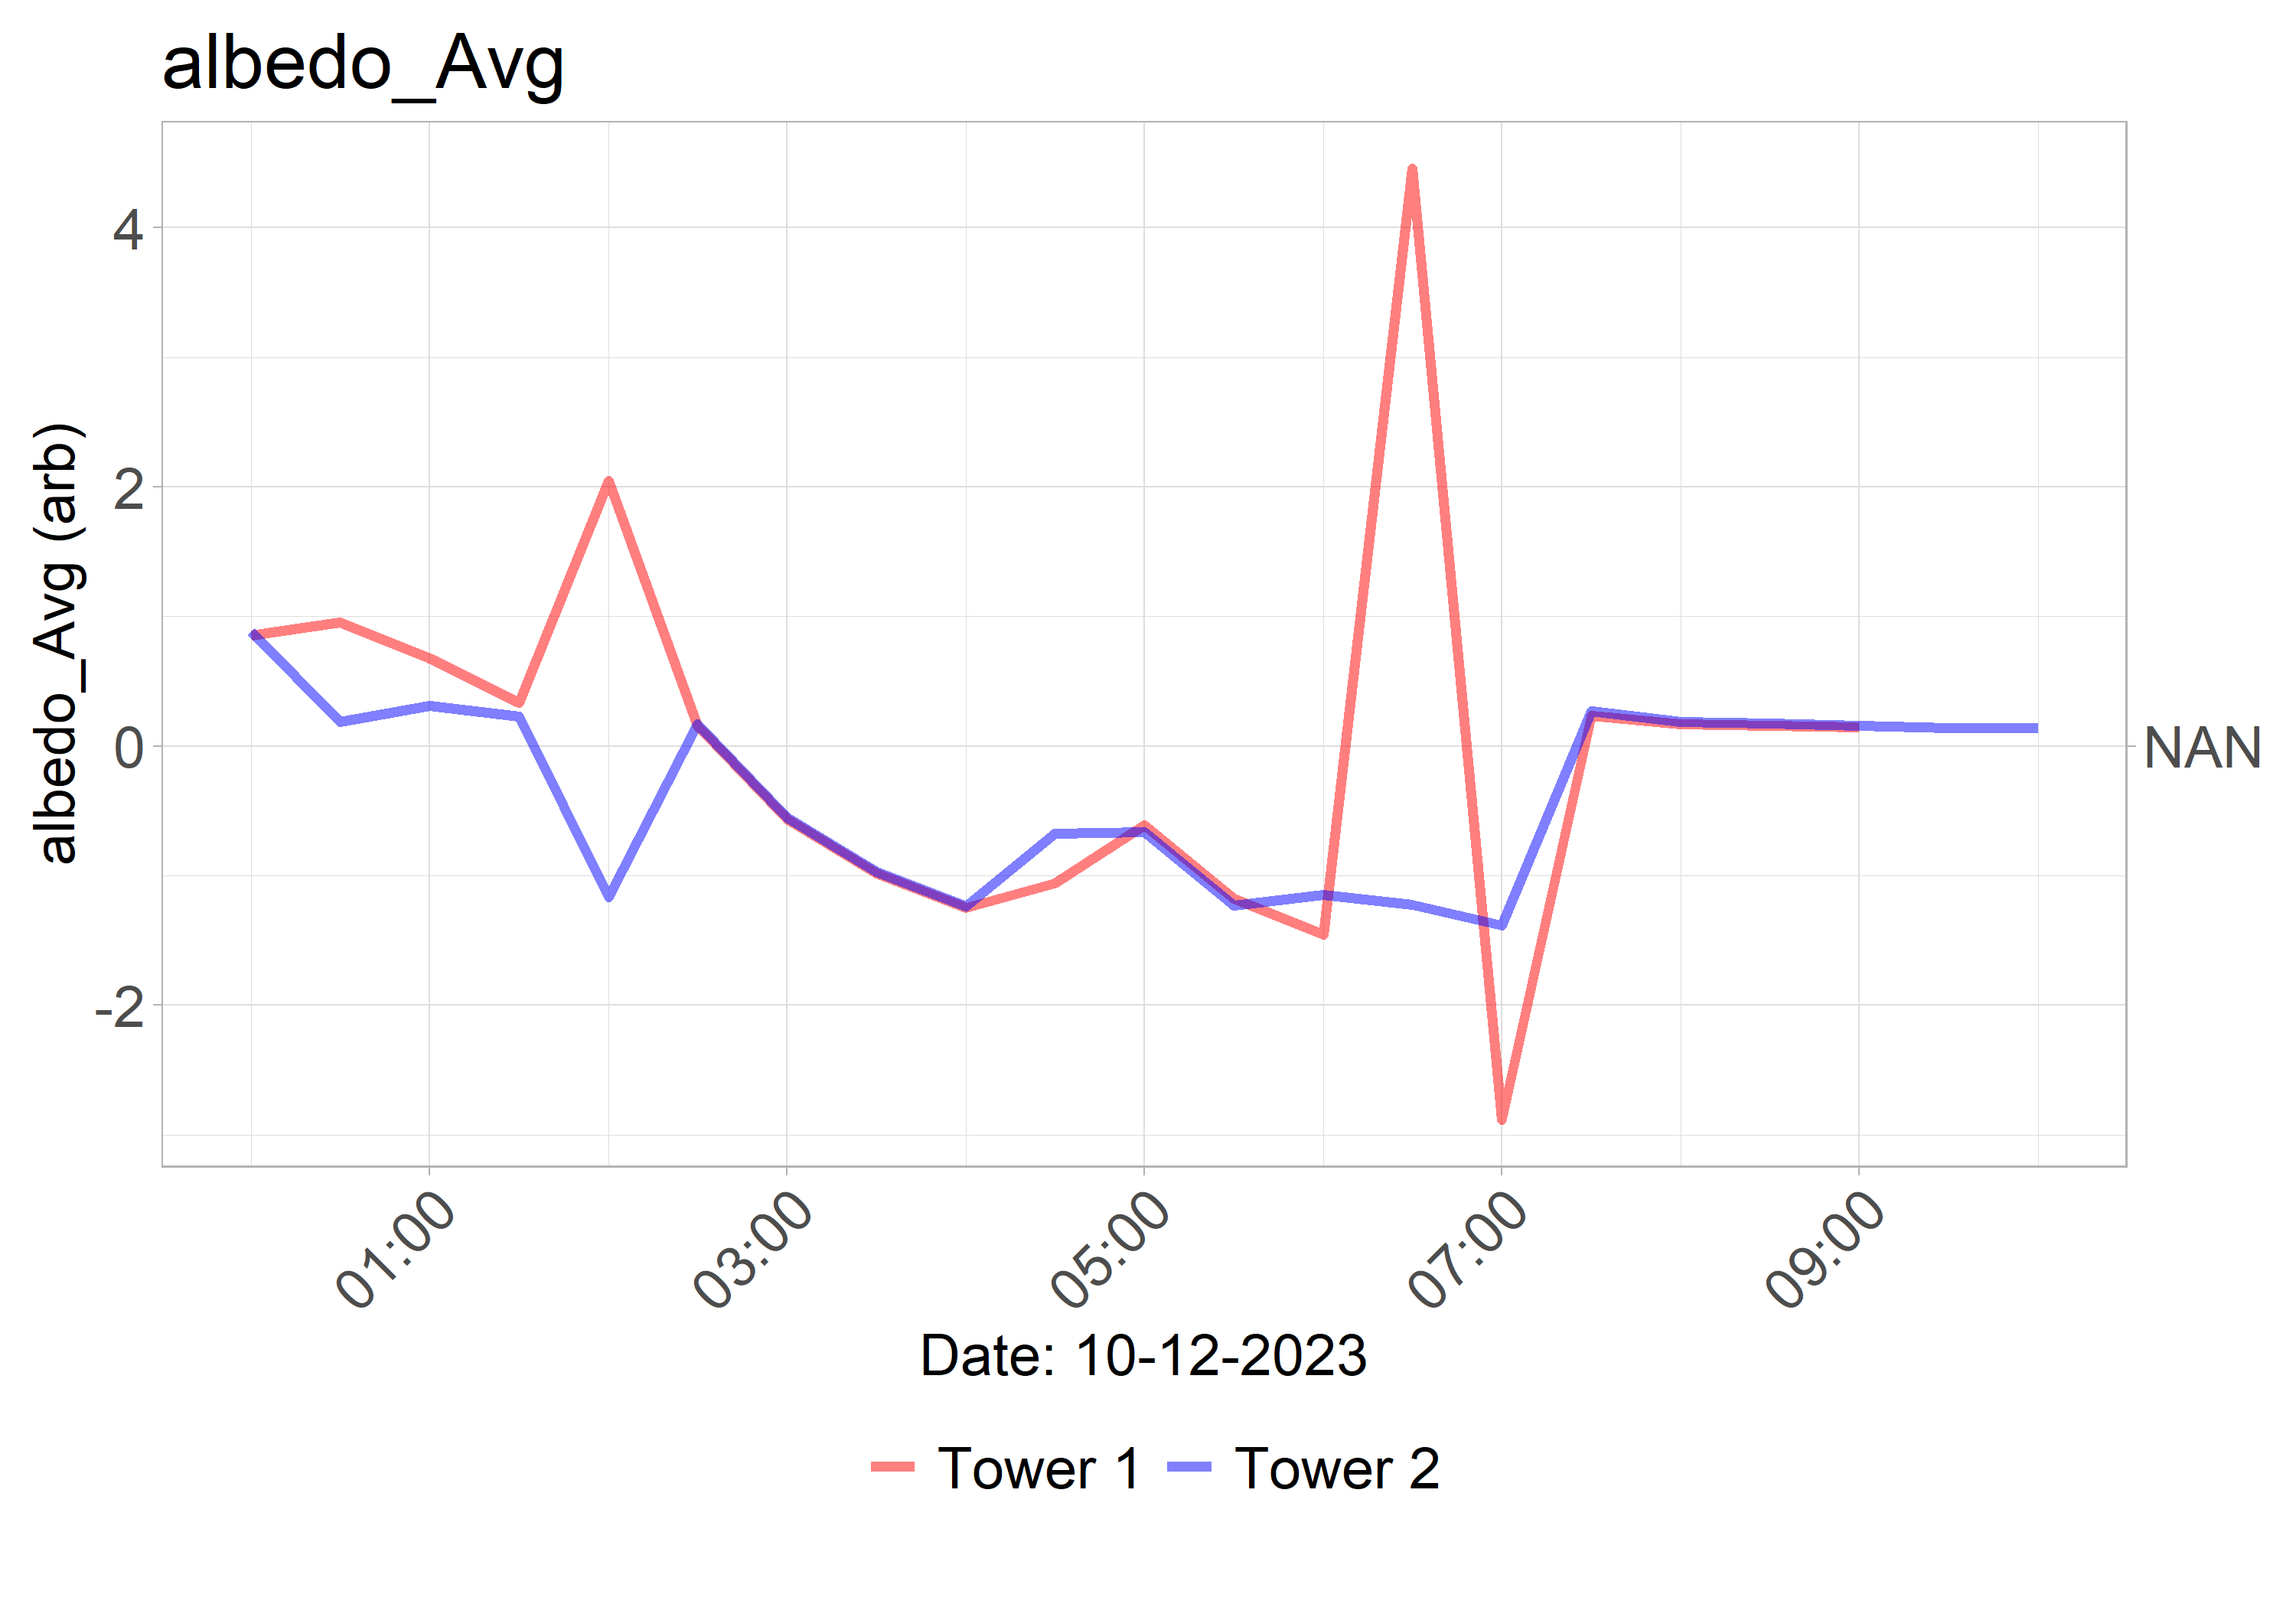 albedo_Avg
albedo_Avg (arb)
4
2
0
-2
NAN
01:00
03:00
05:00
07:00
09:00
Date: 10-12-2023
Tower 1
Tower 2